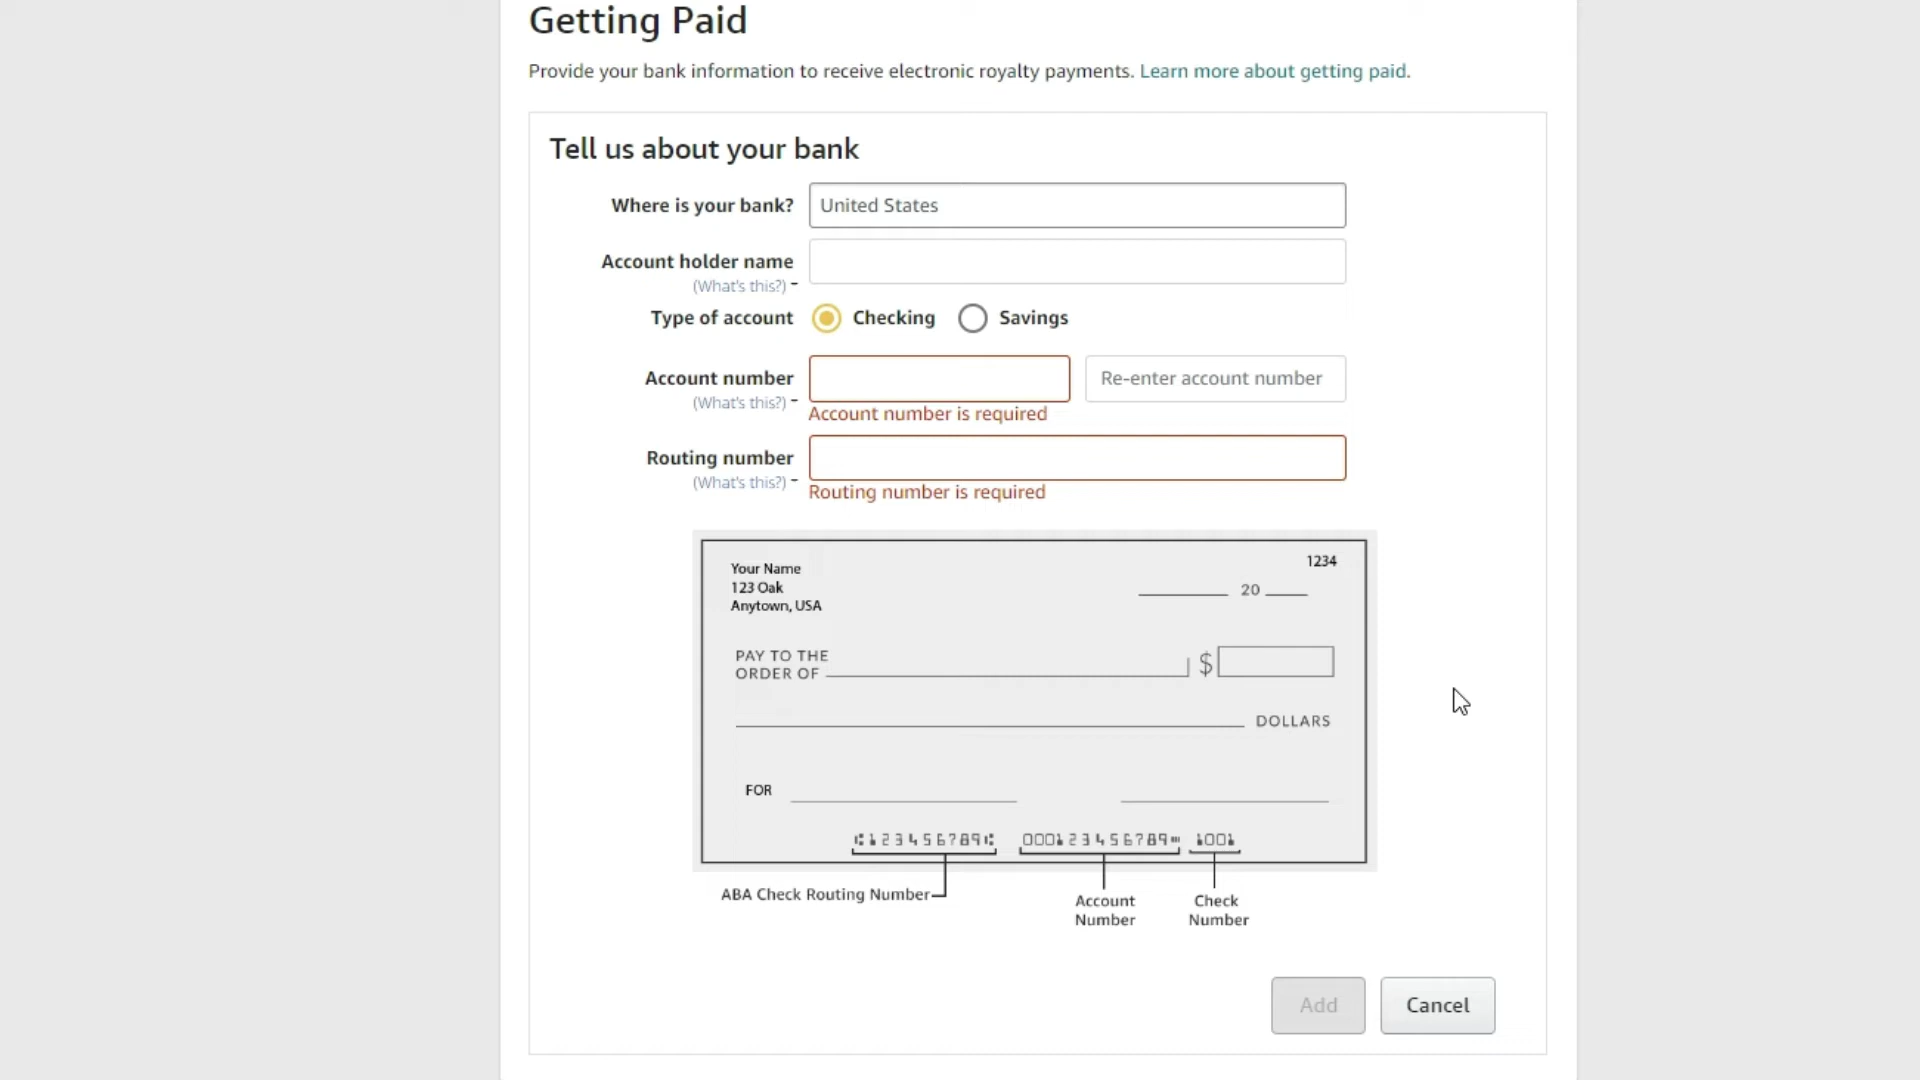 Getting Paid
Provide your bank information to receive electronic royalty payments. Learn more about getting paid.
Tell us about your bank
Where is your bank? United States
Account holder name
(What's this?)
Type of account Checking Savings
Account number Re-enter account number
(What's this?)
Account number is required
Routing number
(What's this?)
Routing number is required
Your Name
123 Oak
Anytown, USA
1234
20
PAY TO THE
ORDER OF
$
DOLLARS
FOR
⑆123456789⑆ 000123456789⑈ 1001
ABA Check Routing Number
Account
Number
Check
Number
Add Cancel